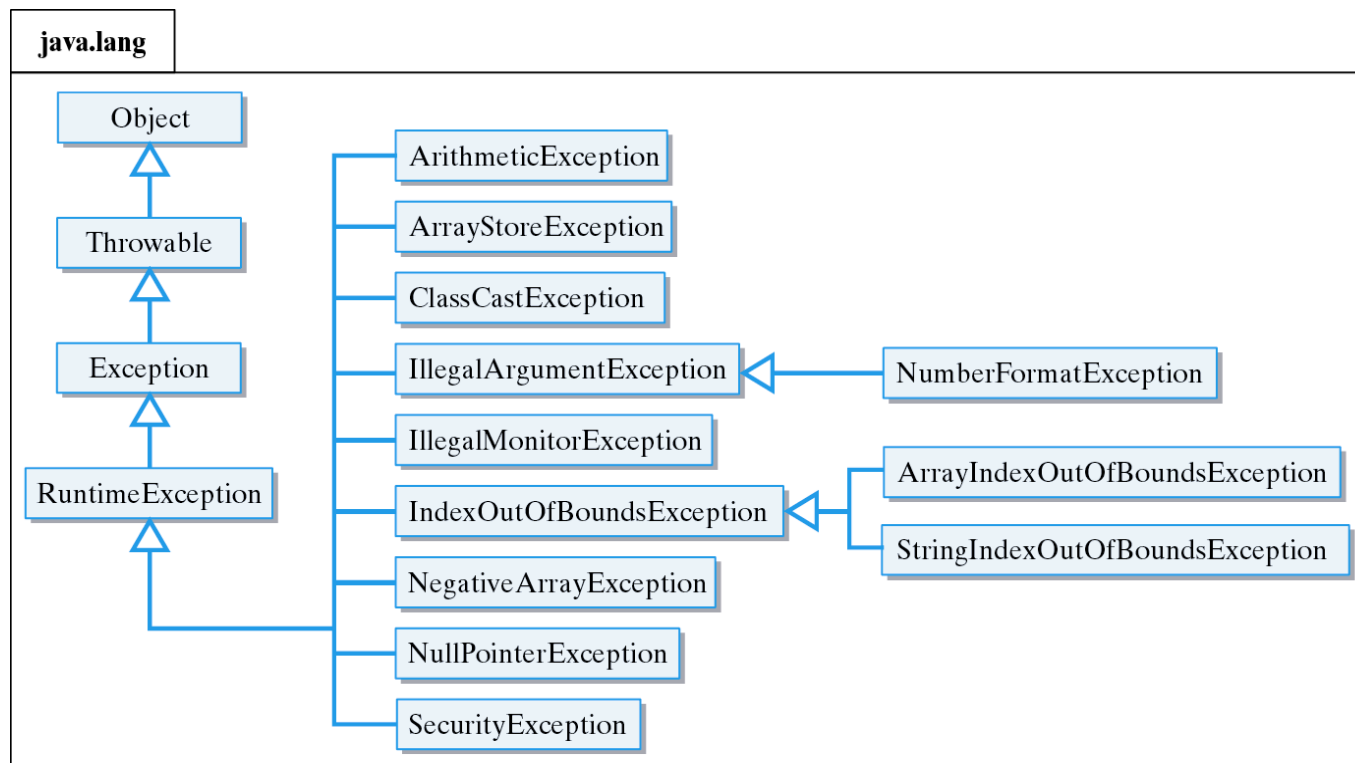 java.lang
Object
Throwable
Exception
RuntimeException
ArithmeticException
ArrayStoreException
ClassCastException
IllegalArgumentException
IllegalMonitorException
IndexOutOfBoundsException
NegativeArrayException
NullPointerException
SecurityException
NumberFormatException
ArrayIndexOutOfBoundsException
StringIndexOutOfBoundsException